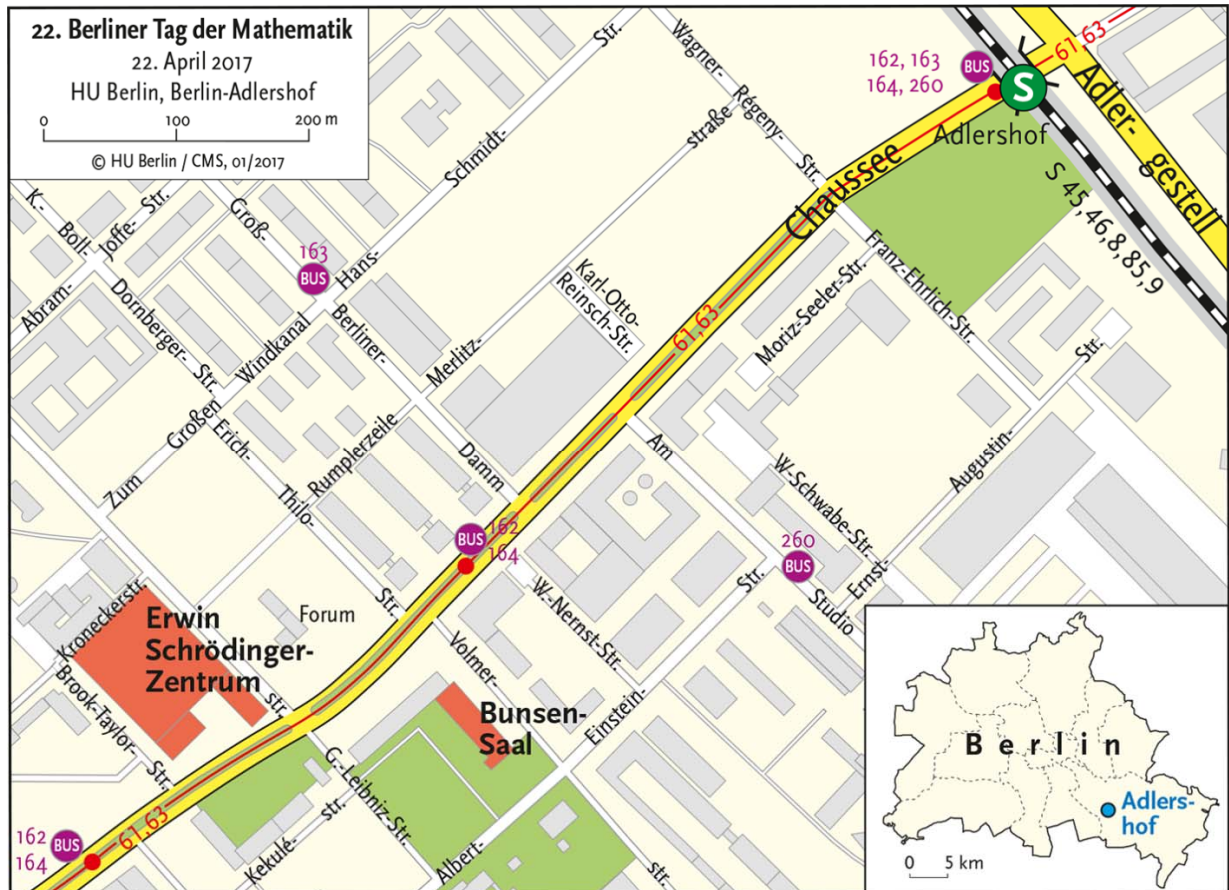 22. Berliner Tag der Mathematik
22. April 2017
HU Berlin, Berlin-Adlershof
0 100 200 m
© HU Berlin / CMS, 01/2017
Str.
Schmidt-
Hans-
Windkanal
Großen
Zum
Wagner-
Régeny-
Str.
162, 163
164, 260
BUS
S
Adlershof
61, 63
Adler-
gestell
S 45,46,8,85,9
Chaussee
K.-
Boll.
Joffe-
Str.
Abram-
Dornberger-
Str.
Groß-
163
BUS
Berliner-
Damm
straße
Merlitz-
Rumplerzeile
Karl-Otto-
Reinsch-Str.
61,63
Moriz-Seeler-Str.
Franz-Ehrlich-Str.
Str.
Augustin-
Ernst-
Erich-
Thilo-
Str.
Am
W-Schwabe-Str.
260
BUS
Studio
BUS
162
164
W.-Nernst-Str.
Volmer-
str.
Str.
Einstein-
Albert-
Kroneckerstr.
Brook-Taylor-
Str.
Erwin
Schrödinger-
Zentrum
Forum
str.
Bunsen-
Saal
G.-Leibniz-Str.
str.
Kekulé-
61,63
162
164
BUS
Berlin
Adlers-
hof
0 5 km